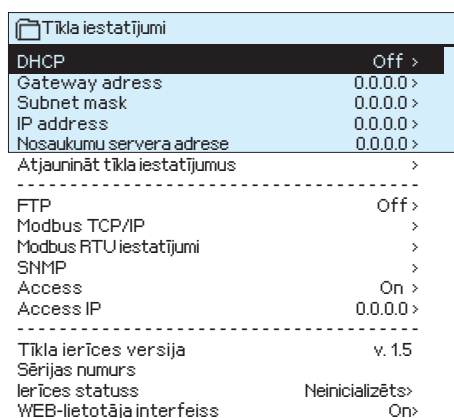 Tīkla iestatījumi
DHCP Off >
Gateway adress 0.0.0.0 >
Subnet mask 0.0.0.0 >
IP address 0.0.0.0 >
Nosaukumu servera adrese 0.0.0.0 >
Atjaunināt tīkla iestatījumus >
FTP Off >
Modbus TCP/IP >
Modbus RTU iestatījumi >
SNMP >
Access On >
Access IP 0.0.0.0 >
Tīkla ierīces versija v. 1.5
Sērijas numurs
Ierīces statuss Neinicializēts>
WEB-lietotāja interfeiss On>